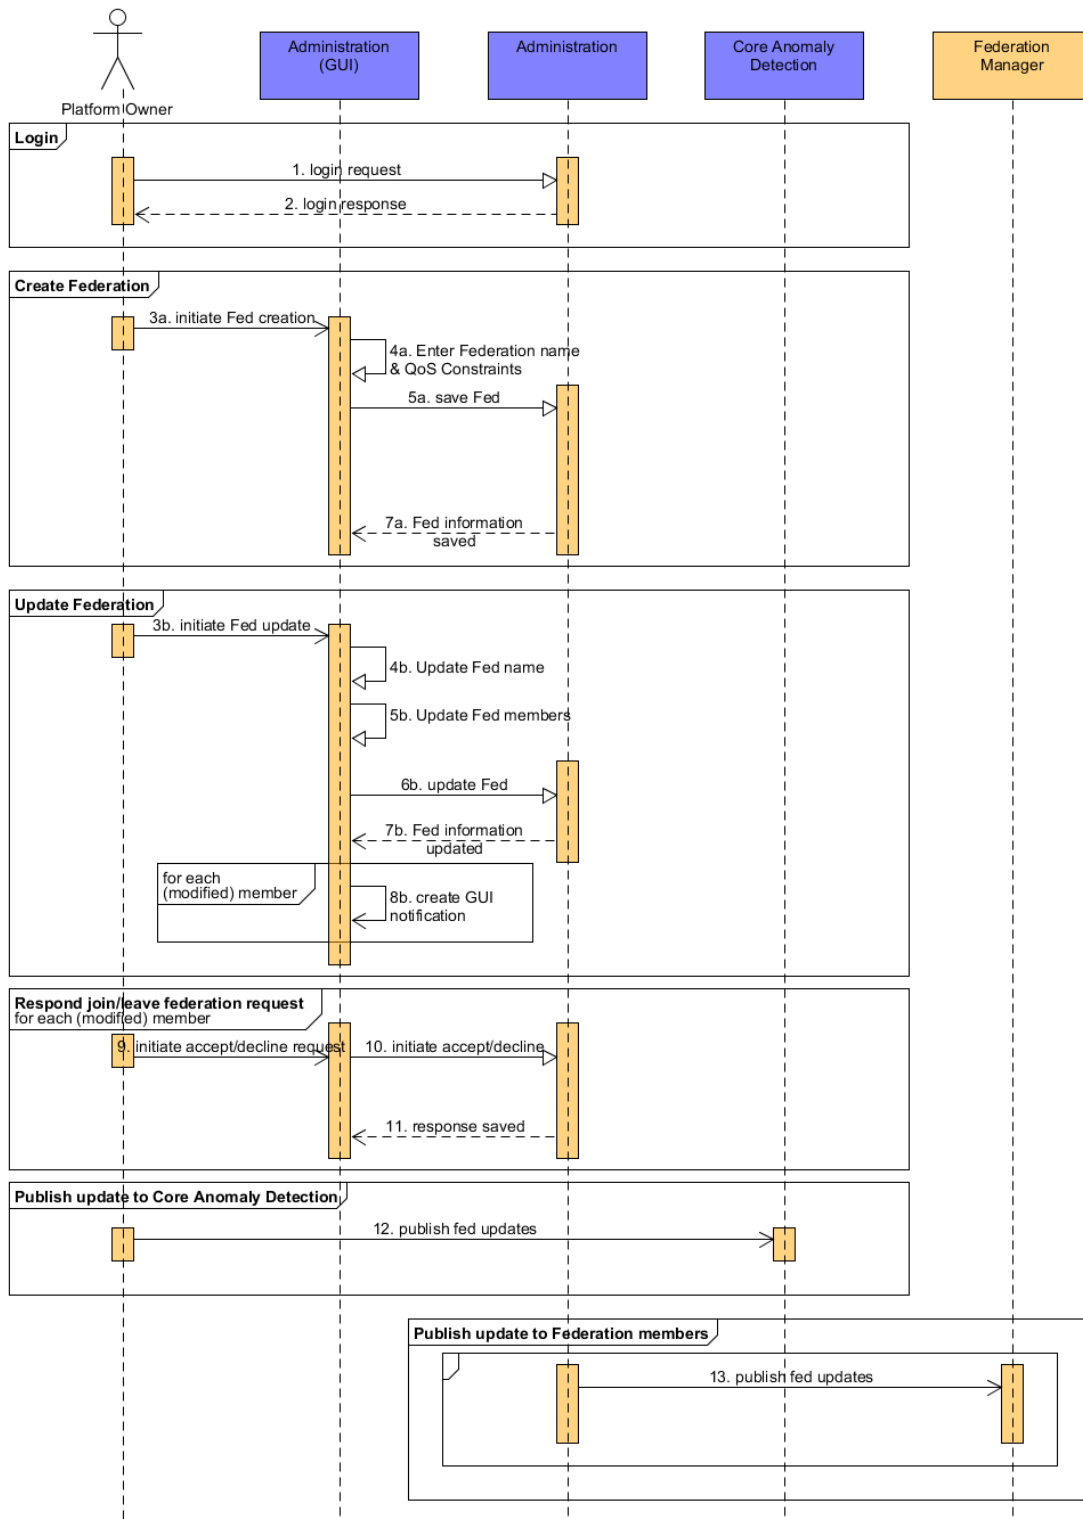 Platform Owner
Administration
(GUI)
Administration
Core Anomaly
Detection
Federation
Manager
Login
1. login request
2. login response
Create Federation
3a. initiate Fed creation
4a. Enter Federation name
& QoS Constraints
5a. save Fed
7a. Fed information
saved
Update Federation
3b. initiate Fed update
4b. Update Fed name
5b. Update Fed members
6b. update Fed
7b. Fed information
updated
for each
(modified) member
8b. create GUI
notification
Respond join/leave federation request
for each (modified) member
9. initiate accept/decline request
10. initiate accept/decline
11. response saved
Publish update to Core Anomaly Detection
12. publish fed updates
Publish update to Federation members
13. publish fed updates